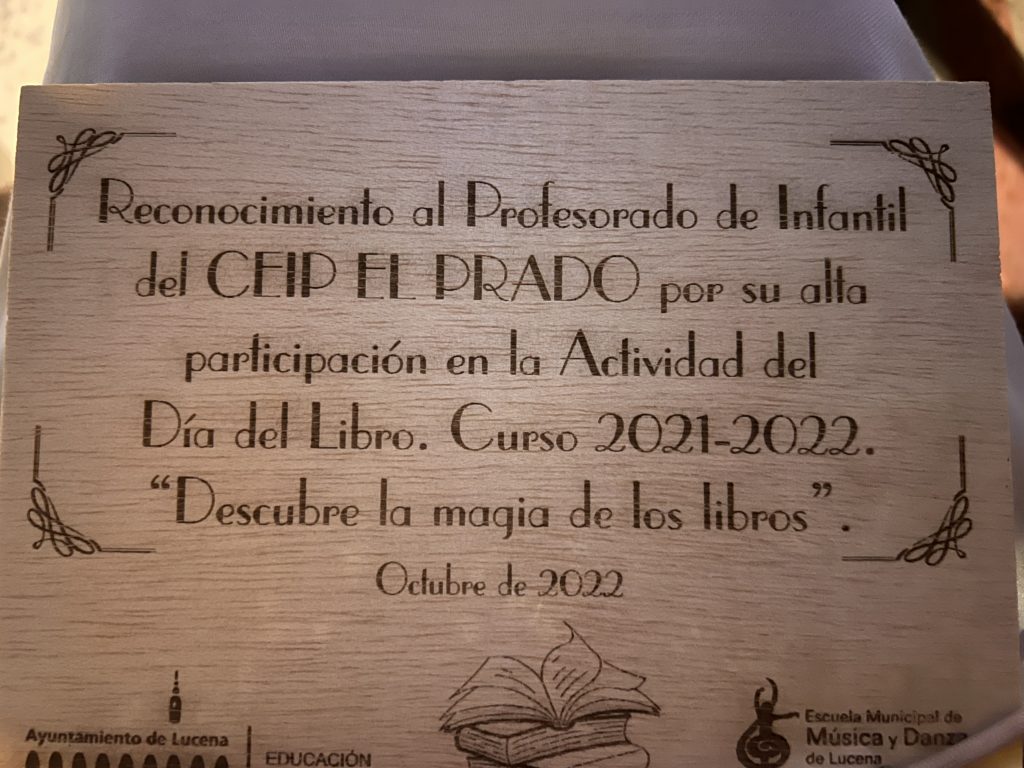 Reconocimiento al Profesorado de Infantil
del CEIP EL PRADO por su alta
participación en la Actividad del
Día del Libro. Curso 2021-2022.
“Descubre la magia de los libros”.
Octubre de 2022
Ayuntamiento de Lucena
EDUCACIÓN
Escuela Municipal de
Música y Danza
de Lucena